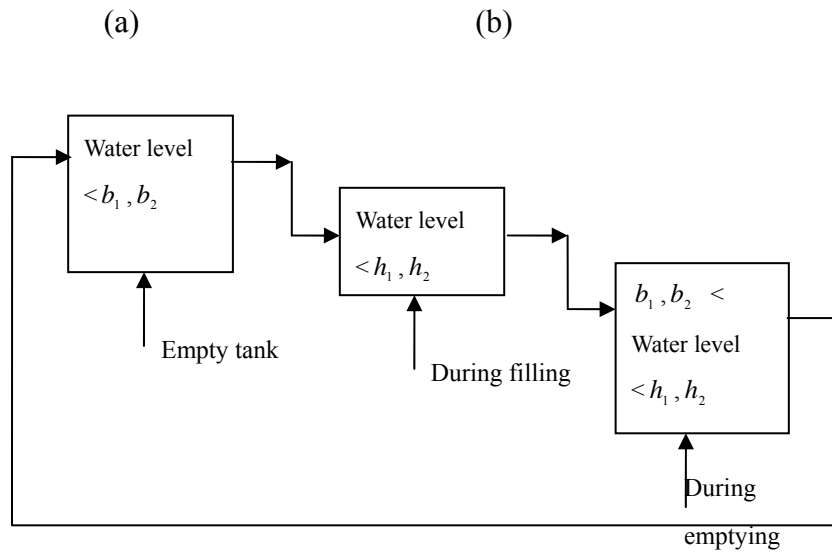 (a) (b)
Water level
< b₁ , b₂
Empty tank
Water level
< h₁ , h₂
During filling
b₁ , b₂ <
Water level
< h₁ , h₂
During
emptying